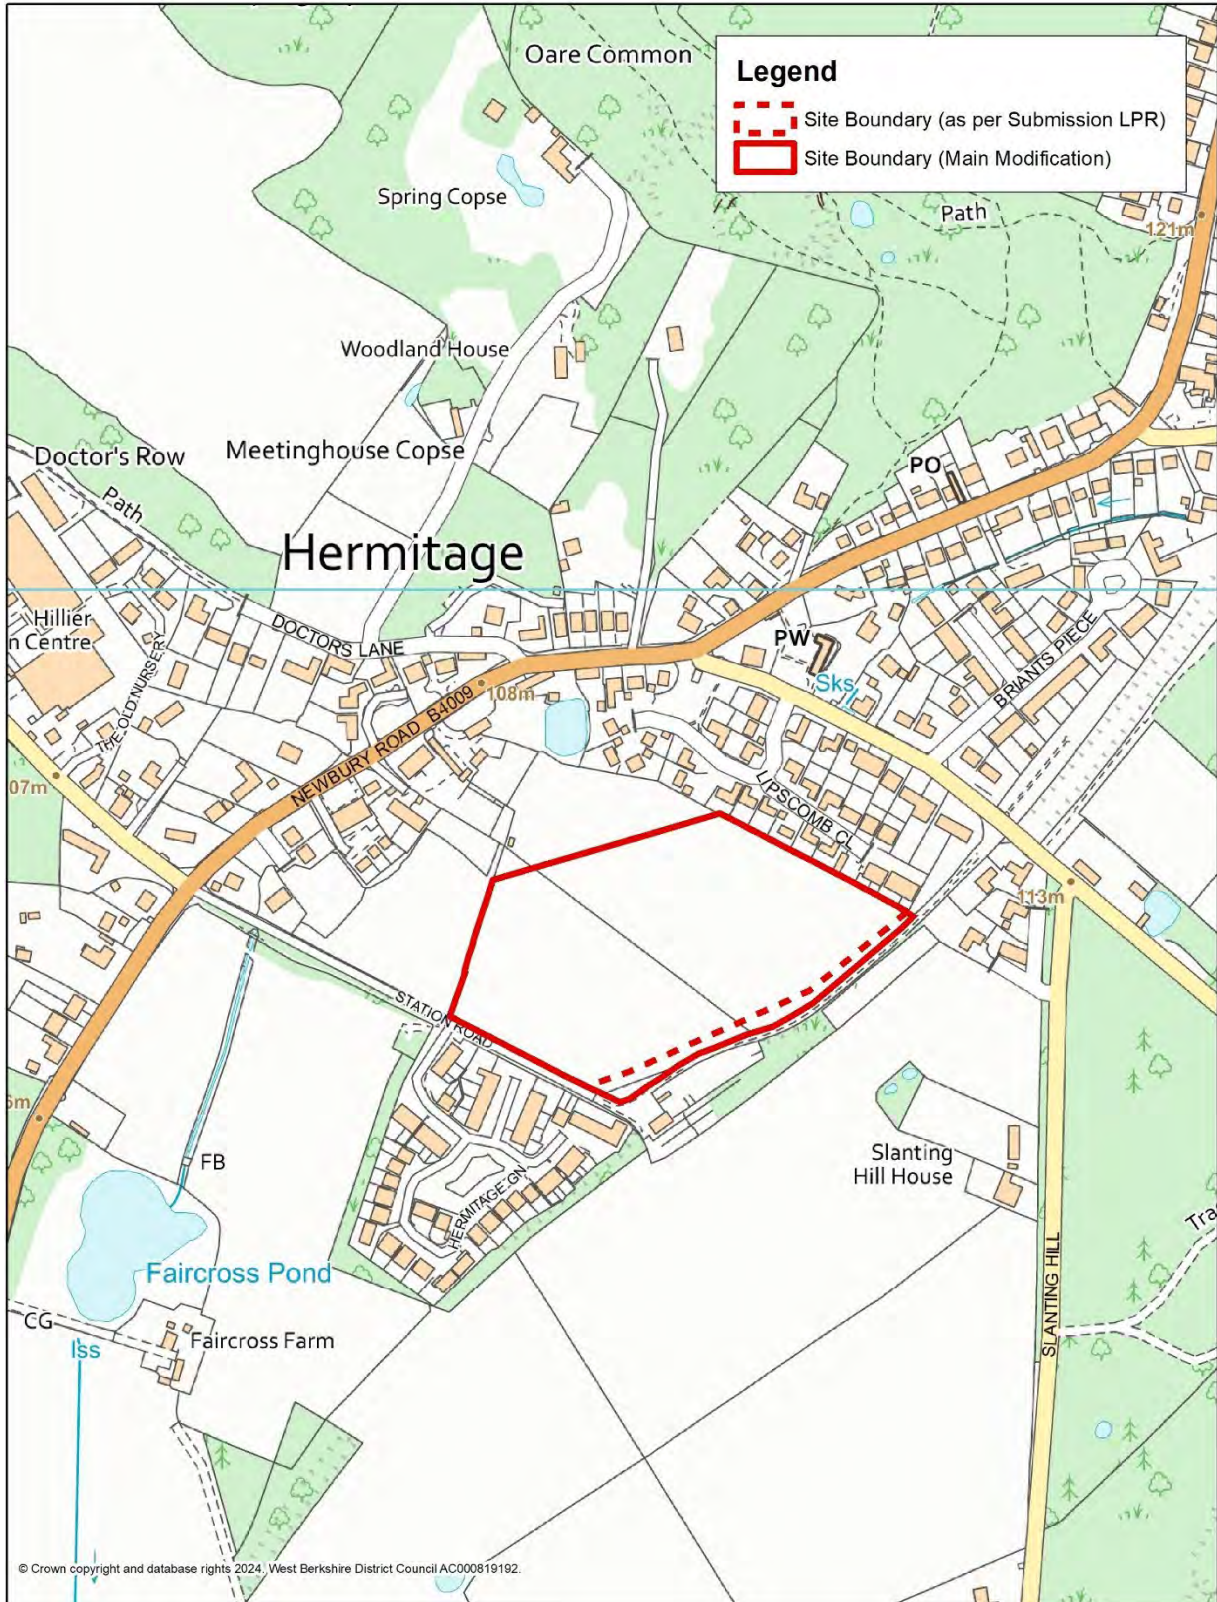 Oare Common
Legend
Site Boundary (as per Submission LPR)
Site Boundary (Main Modification)
Spring Copse
Path
121m
Woodland House
Doctor's Row
Meetinghouse Copse
PO
Path
Hermitage
Hillier
n Centre
DOCTORS LANE
PW
BRIANTS PIECE
Sks
THE OLD NURSERY
108m
NEWBURY ROAD B4009
07m
LIPSCOMB CL
113m
STATION ROAD
6m
FB
Slanting
Hill House
HERMITAGE GN
Tra
Faircross Pond
SLANTING HILL
CG
Iss
Faircross Farm
© Crown copyright and database rights 2024. West Berkshire District Council AC000819192.